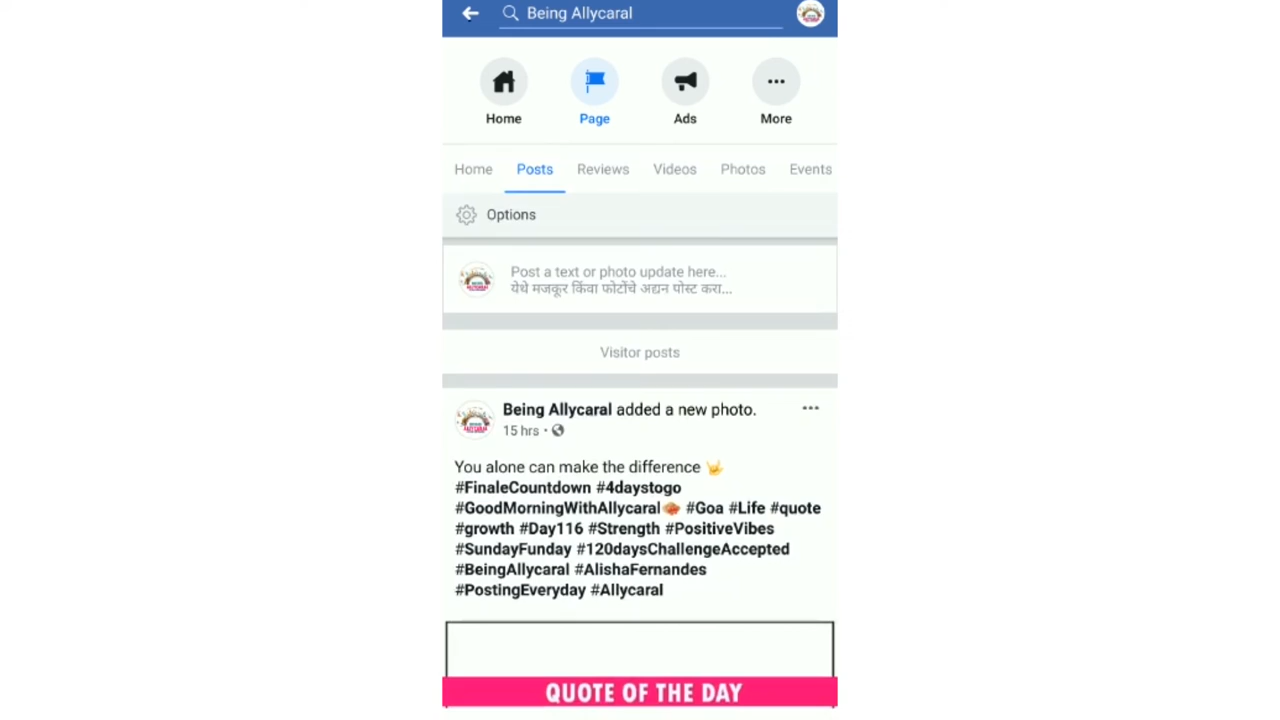 Being Allycaral
Home Page Ads More
Home Posts Reviews Videos Photos Events
Options
Post a text or photo update here...
येथे मजकूर किंवा फोटोंचे अद्यन पोस्ट करा...
Visitor posts
Being Allycaral added a new photo.
15 hrs
You alone can make the difference 🤟
#FinaleCountdown #4daystogo
#GoodMorningWithAllycaral🐡 #Goa #Life #quote
#growth #Day116 #Strength #PositiveVibes
#SundayFunday #120daysChallengeAccepted
#BeingAllycaral #AlishaFernandes
#PostingEveryday #Allycaral
QUOTE OF THE DAY